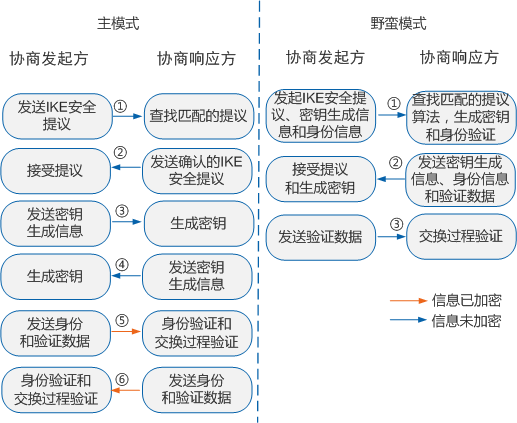 主模式
协商发起方
协商响应方
发送IKE安全
提议
①
查找匹配的提议
接受提议
②
发送确认的IKE
安全提议
发送密钥
生成信息
③
生成密钥
生成密钥
④
发送密钥
生成信息
发送身份
和验证数据
⑤
身份验证和
交换过程验证
身份验证和
交换过程验证
⑥
发送身份
和验证数据
野蛮模式
协商发起方
协商响应方
发起IKE安全提
议、密钥生成信
息和身份信息
①
查找匹配的提议
算法，生成密钥
和身份验证
接受提议
和生成密钥
②
发送密钥生成
信息、身份信息
和验证数据
发送验证数据
③
交换过程验证
信息已加密
信息未加密